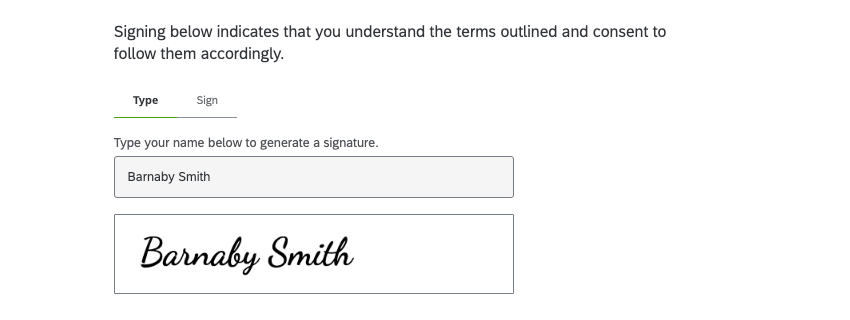 Signing below indicates that you understand the terms outlined and consent to
follow them accordingly.
Type Sign
Type your name below to generate a signature.
Barnaby Smith
Barnaby Smith